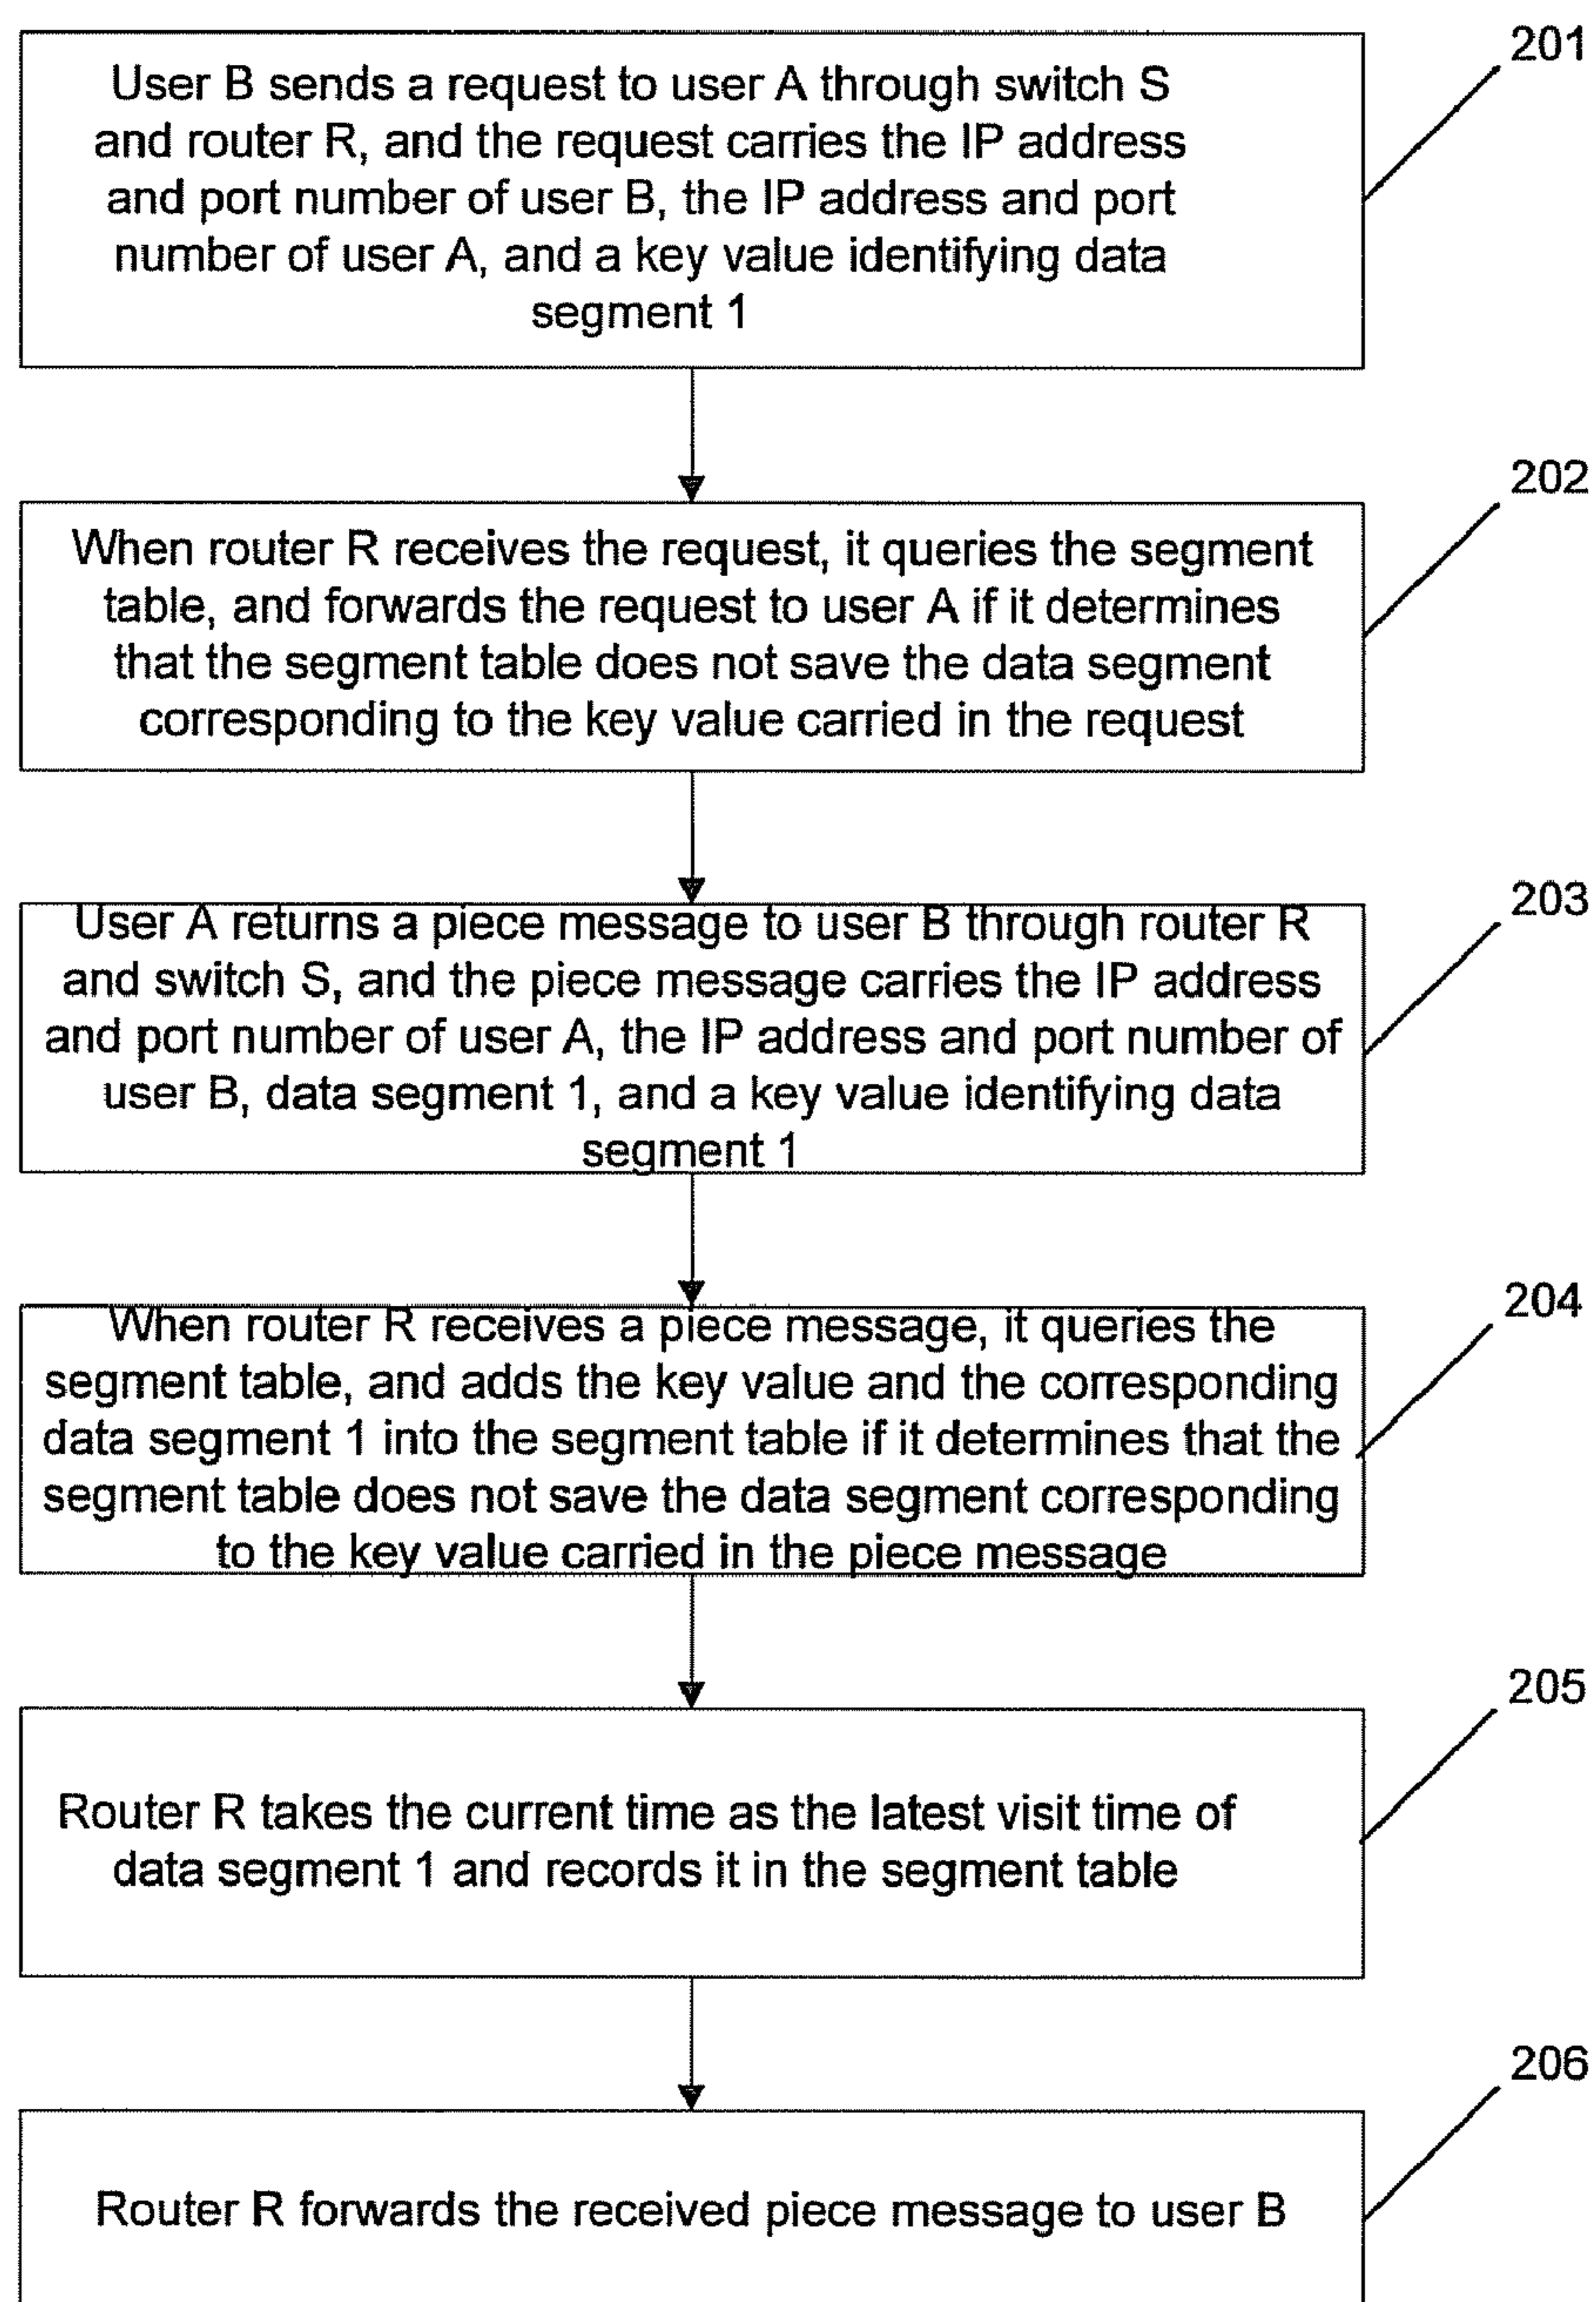 201
User B sends a request to user A through switch S
and router R, and the request carries the IP address
and port number of user B, the IP address and port
number of user A, and a key value identifying data
segment 1
202
When router R receives the request, it queries the segment
table, and forwards the request to user A if it determines
that the segment table does not save the data segment
corresponding to the key value carried in the request
203
User A returns a piece message to user B through router R
and switch S, and the piece message carries the IP address
and port number of user A, the IP address and port number of
user B, data segment 1, and a key value identifying data
segment 1
204
When router R receives a piece message, it queries the
segment table, and adds the key value and the corresponding
data segment 1 into the segment table if it determines that the
segment table does not save the data segment corresponding
to the key value carried in the piece message
205
Router R takes the current time as the latest visit time of
data segment 1 and records it in the segment table
206
Router R forwards the received piece message to user B